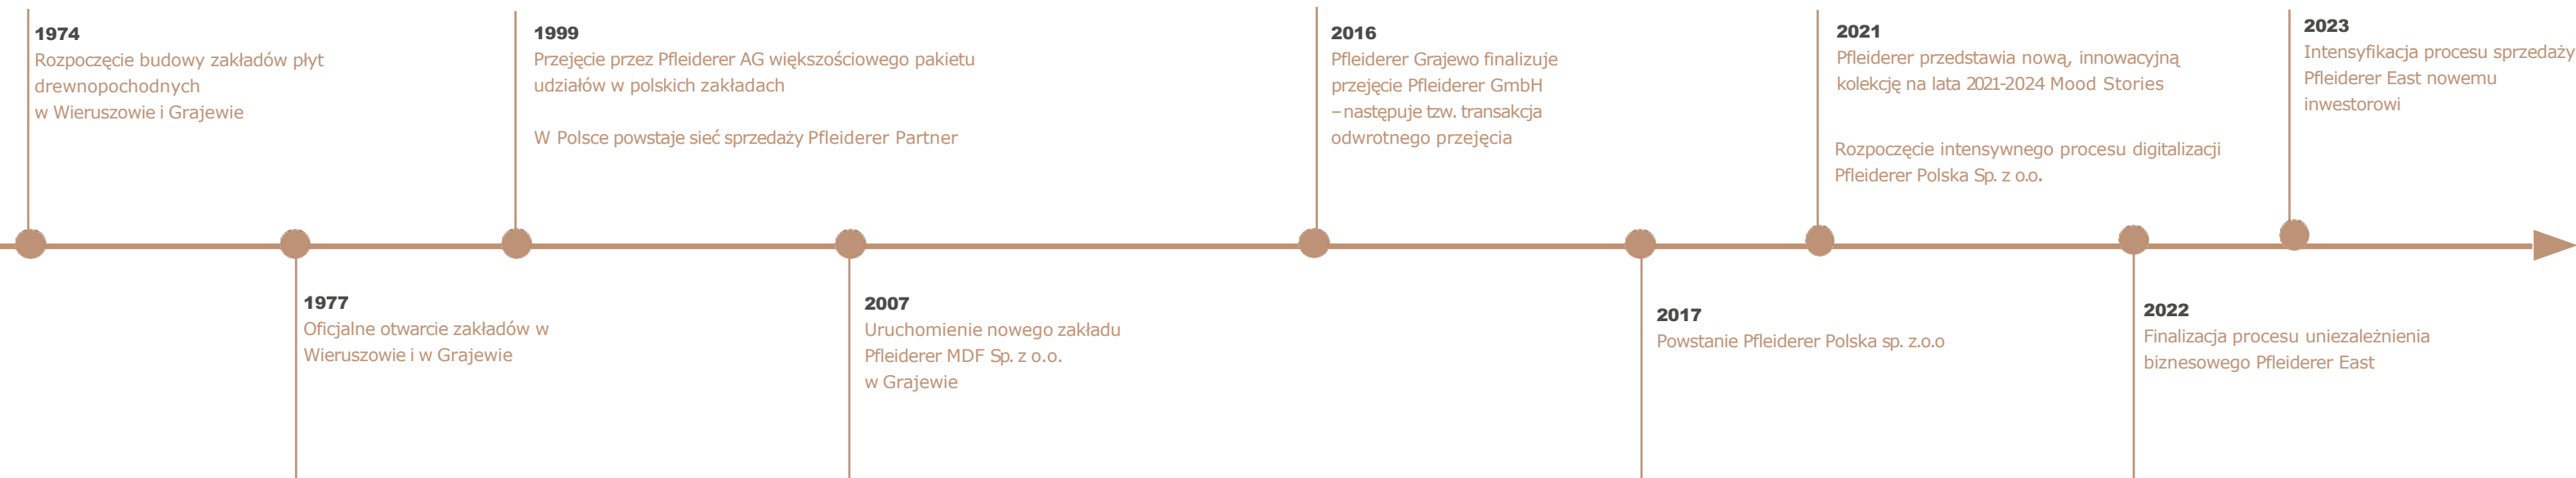 1974
Rozpoczęcie budowy zakładów płyt
drewnopochodnych
w Wieruszowie i Grajewie
1977
Oficjalne otwarcie zakładów w
Wieruszowie i w Grajewie
1999
Przejęcie przez Pfleiderer AG większościowego pakietu
udziałów w polskich zakładach
W Polsce powstaje sieć sprzedaży Pfleiderer Partner
2007
Uruchomienie nowego zakładu
Pfleiderer MDF Sp. z o.o.
w Grajewie
2016
Pfleiderer Grajewo finalizuje
przejęcie Pfleiderer GmbH
– następuje tzw. transakcja
odwrotnego przejęcia
2017
Powstanie Pfleiderer Polska sp. z.o.o
2021
Pfleiderer przedstawia nową, innowacyjną
kolekcję na lata 2021-2024 Mood Stories
Rozpoczęcie intensywnego procesu digitalizacji
Pfleiderer Polska Sp. z o.o.
2022
Finalizacja procesu uniezależnienia
biznesowego Pfleiderer East
2023
Intensyfikacja procesu sprzedaży
Pfleiderer East nowemu
inwestorowi